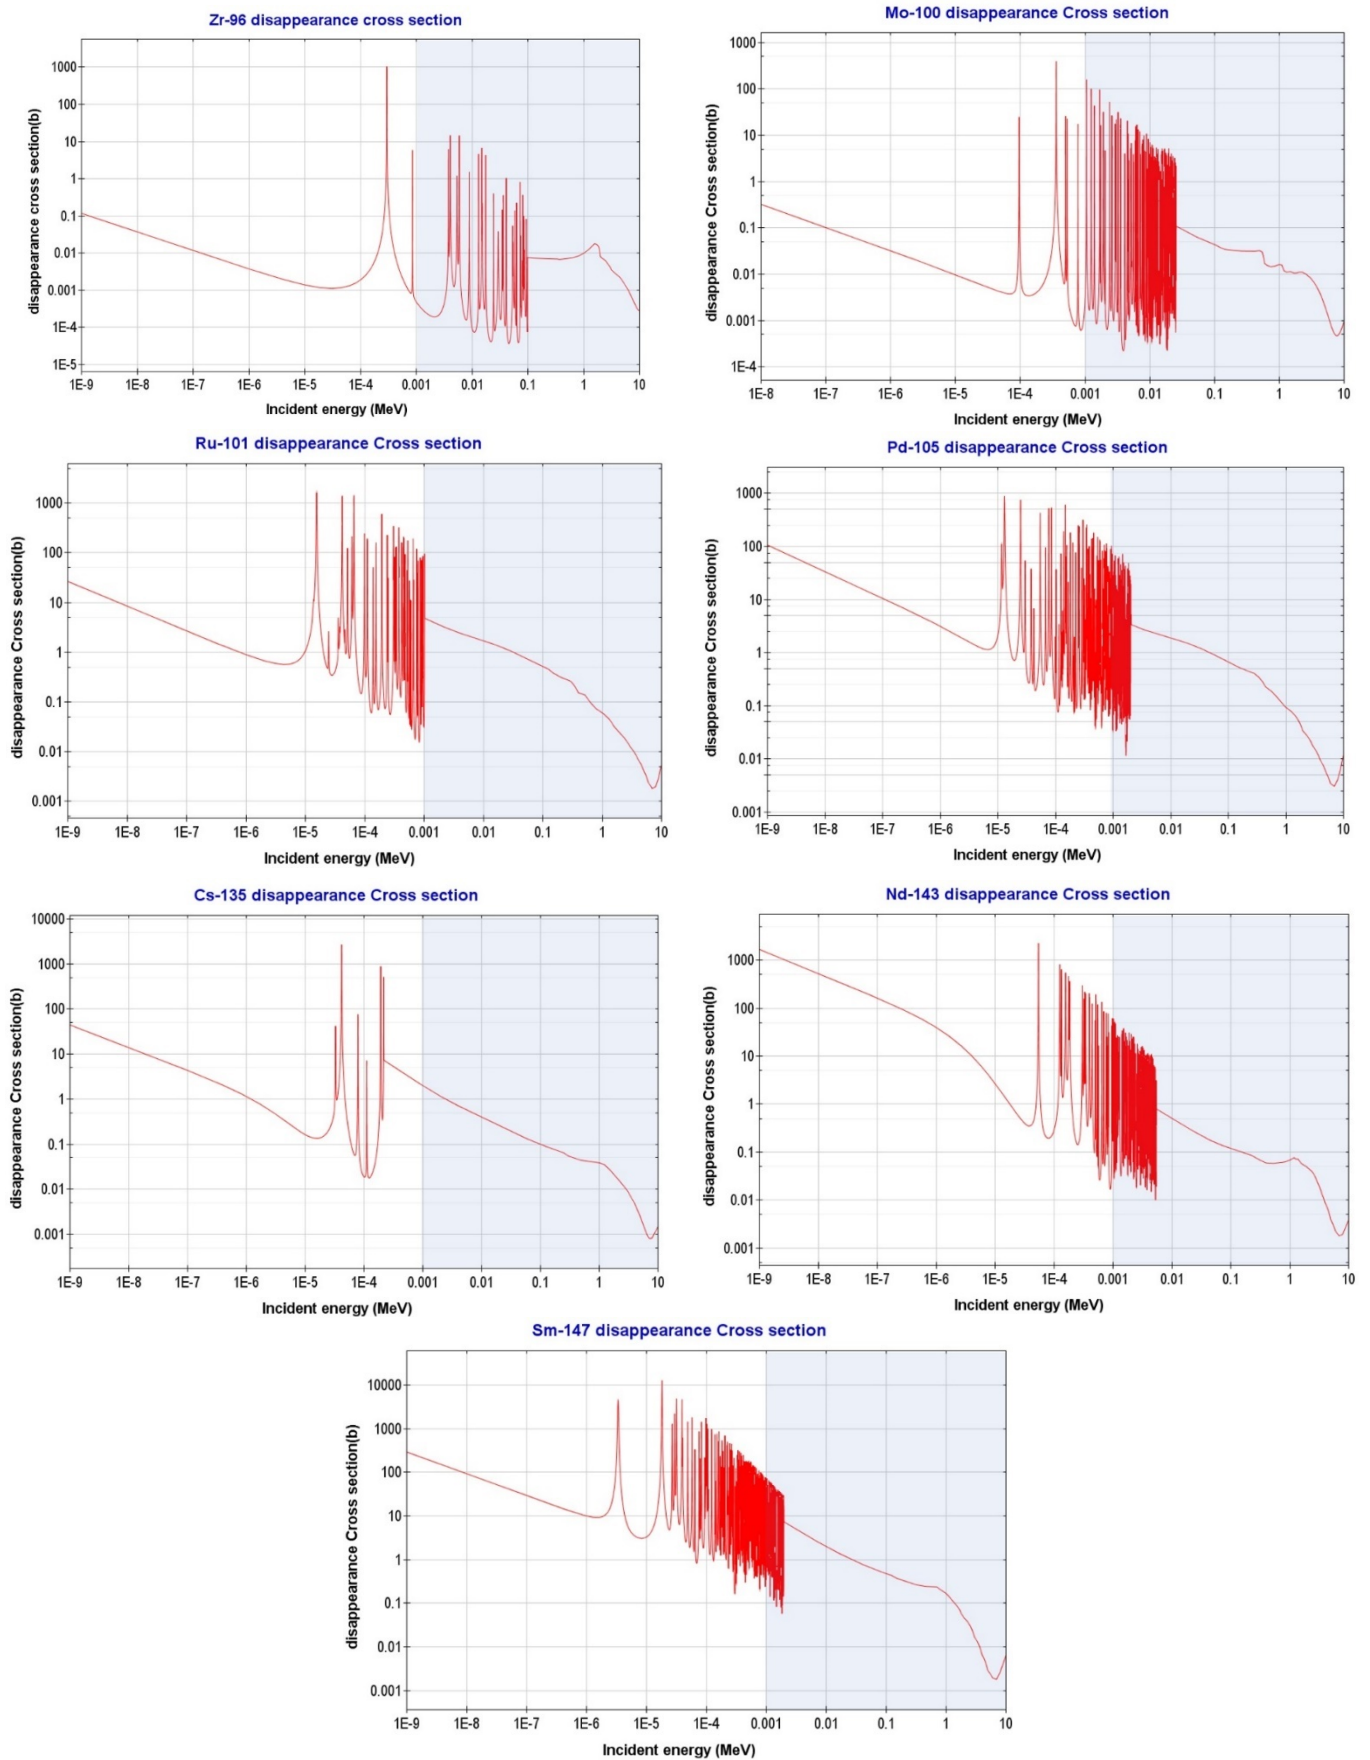 Zr-96 disappearance cross section
disappearance cross section(b)
1000
100
10
1
0.1
0.01
0.001
1E-4
1E-5
1E-9 1E-8 1E-7 1E-6 1E-5 1E-4 0.001 0.01 0.1 1 10
Incident energy (MeV)
Mo-100 disappearance Cross section
disappearance Cross section(b)
1000
100
10
1
0.1
0.01
0.001
1E-4
1E-8 1E-7 1E-6 1E-5 1E-4 0.001 0.01 0.1 1 10
Incident energy (MeV)
Ru-101 disappearance Cross section
disappearance Cross section(b)
1000
100
10
1
0.1
0.01
0.001
1E-9 1E-8 1E-7 1E-6 1E-5 1E-4 0.001 0.01 0.1 1 10
Incident energy (MeV)
Pd-105 disappearance Cross section
disappearance Cross section(b)
1000
100
10
1
0.1
0.01
0.001
1E-9 1E-8 1E-7 1E-6 1E-5 1E-4 0.001 0.01 0.1 1 10
Incident energy (MeV)
Cs-135 disappearance Cross section
disappearance Cross section(b)
10000
1000
100
10
1
0.1
0.01
0.001
1E-9 1E-8 1E-7 1E-6 1E-5 1E-4 0.001 0.01 0.1 1 10
Incident energy (MeV)
Nd-143 disappearance Cross section
disappearance Cross section(b)
1000
100
10
1
0.1
0.01
0.001
1E-9 1E-8 1E-7 1E-6 1E-5 1E-4 0.001 0.01 0.1 1 10
Incident energy (MeV)
Sm-147 disappearance Cross section
disappearance Cross section(b)
10000
1000
100
10
1
0.1
0.01
0.001
1E-9 1E-8 1E-7 1E-6 1E-5 1E-4 0.001 0.01 0.1 1 10
Incident energy (MeV)